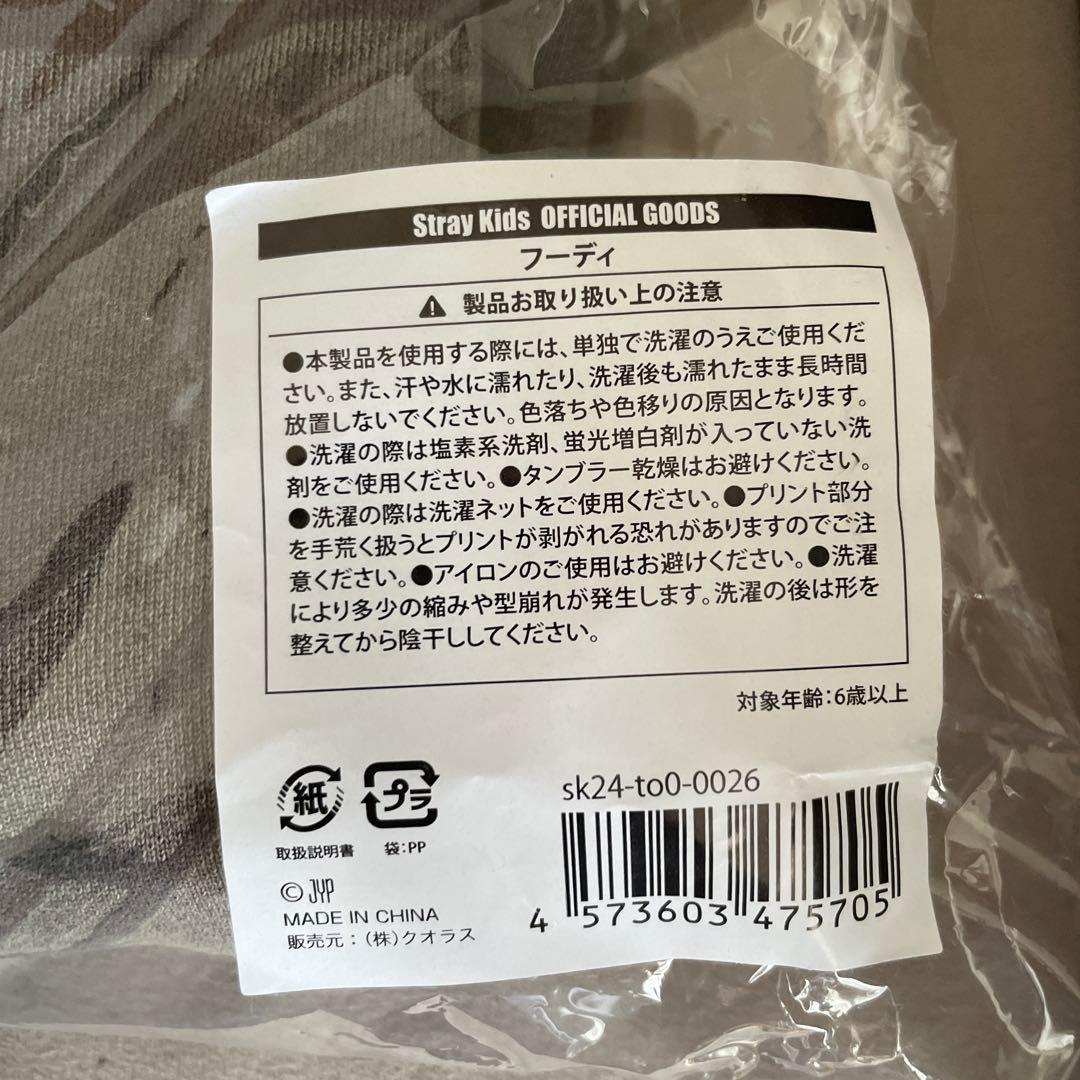 Stray Kids OFFICIAL GOODS
フーディ
製品お取り扱い上の注意
●本製品を使用する際には、単独で洗濯のうえご使用くだ
さい。また、汗や水に濡れたり、洗濯後も濡れたまま長時間
放置しないでください。色落ちや色移りの原因となります。
●洗濯の際は塩素系洗剤、蛍光増白剤が入っていない洗
剤をご使用ください。●タンブラー乾燥はお避けください。
●洗濯の際は洗濯ネットをご使用ください。●プリント部分
を手荒く扱うとプリントが剥がれる恐れがありますのでご注
意ください。●アイロンのご使用はお避けください。●洗濯
により多少の縮みや型崩れが発生します。洗濯の後は形を
整えてから陰干ししてください。
対象年齢：6歳以上
紙
プラ
取扱説明書 袋：PP
sk24-to0-0026
4 573603 475705
© JYP
MADE IN CHINA
販売元：（株）クオラス